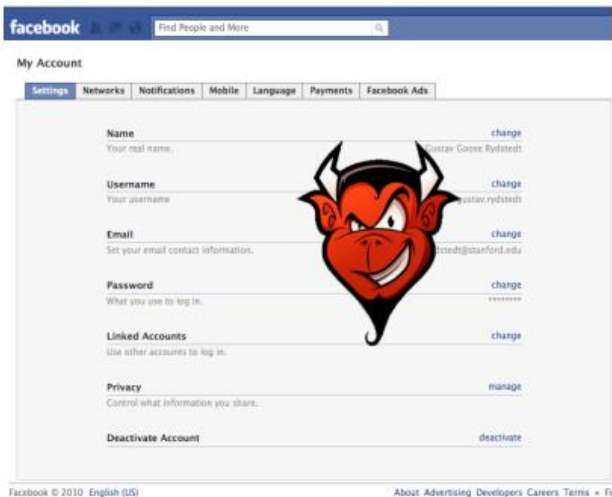 facebook Find People and More
My Account
Settings Networks Notifications Mobile Language Payments Facebook Ads
Name change
Your real name. Gustav Goose Rydstedt
Username change
Your username gustav.rydstedt
Email change
Set your email contact information. dstedt@stanford.edu
Password change
What you use to log in. ********
Linked Accounts change
Use other accounts to log in.
Privacy manage
Control what information you share.
Deactivate Account deactivate
Facebook © 2010 English (US) About Advertising Developers Careers Terms •